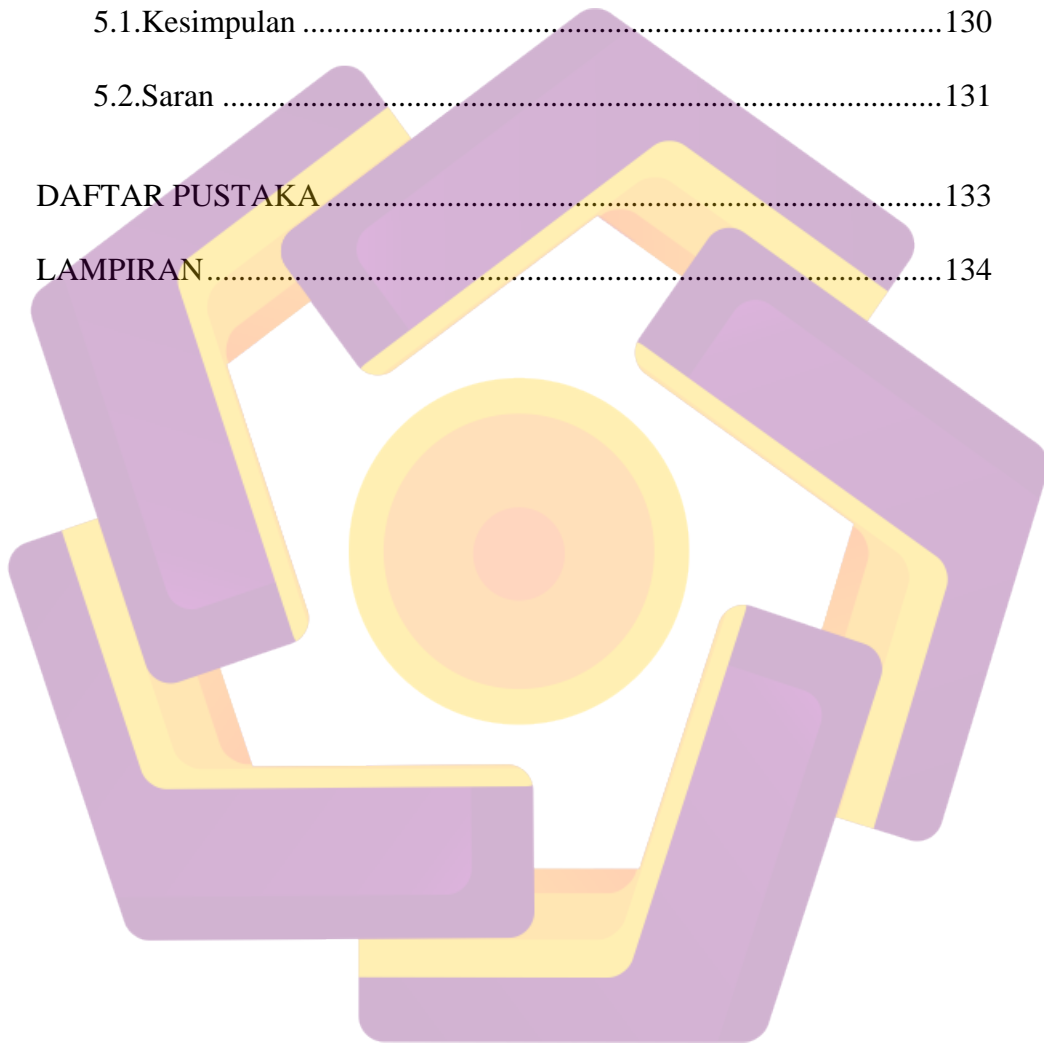 5.1.Kesimpulan ................................................................................130
5.2.Saran ..........................................................................................131
DAFTAR PUSTAKA .............................................................................133
LAMPIRAN............................................................................................134